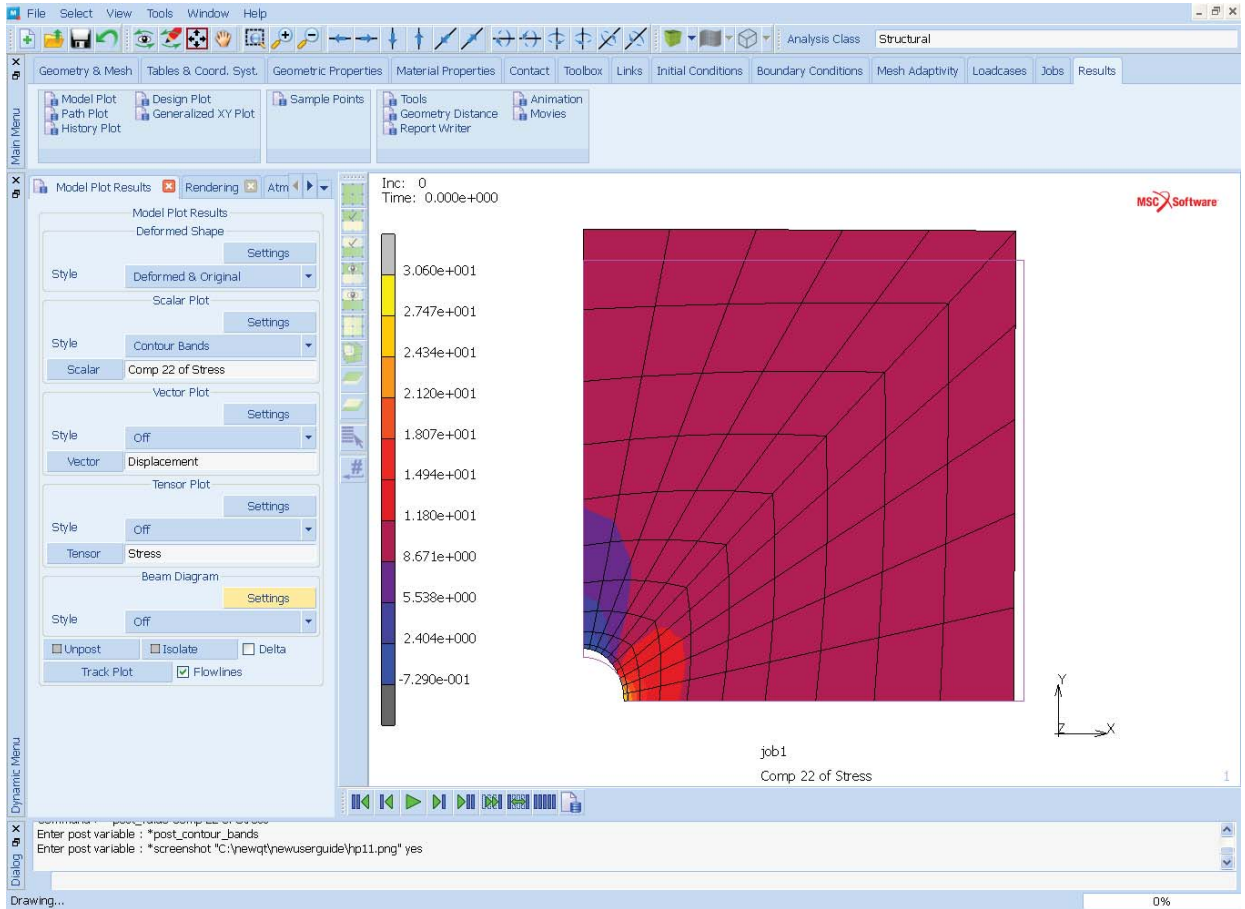 File Select View Tools Window Help
Analysis Class Structural
Geometry & Mesh Tables & Coord. Syst. Geometric Properties Material Properties Contact Toolbox Links Initial Conditions Boundary Conditions Mesh Adaptivity Loadcases Jobs Results
Main Menu
Model Plot Design Plot Sample Points Tools Animation
Path Plot Generalized XY Plot Geometry Distance Movies
History Plot Report Writer
Dynamic Menu
Model Plot Results Rendering Atm
Model Plot Results
Deformed Shape
Settings
Style Deformed & Original
Scalar Plot
Settings
Style Contour Bands
Scalar Comp 22 of Stress
Vector Plot
Settings
Style Off
Vector Displacement
Tensor Plot
Settings
Style Off
Tensor Stress
Beam Diagram
Settings
Style Off
Unpost Isolate Delta
Track Plot Flowlines
#
Inc: 0
Time: 0.000e+000
MSC Software
3.060e+001
2.747e+001
2.434e+001
2.120e+001
1.807e+001
1.494e+001
1.180e+001
8.671e+000
5.538e+000
2.404e+000
-7.290e-001
Y
Z X
job1
Comp 22 of Stress
1
Dialog
Enter post variable : *post_contour_bands
Enter post variable : *screenshot "C:\newqt\newuserguide\hp11.png" yes
Drawing... 0%